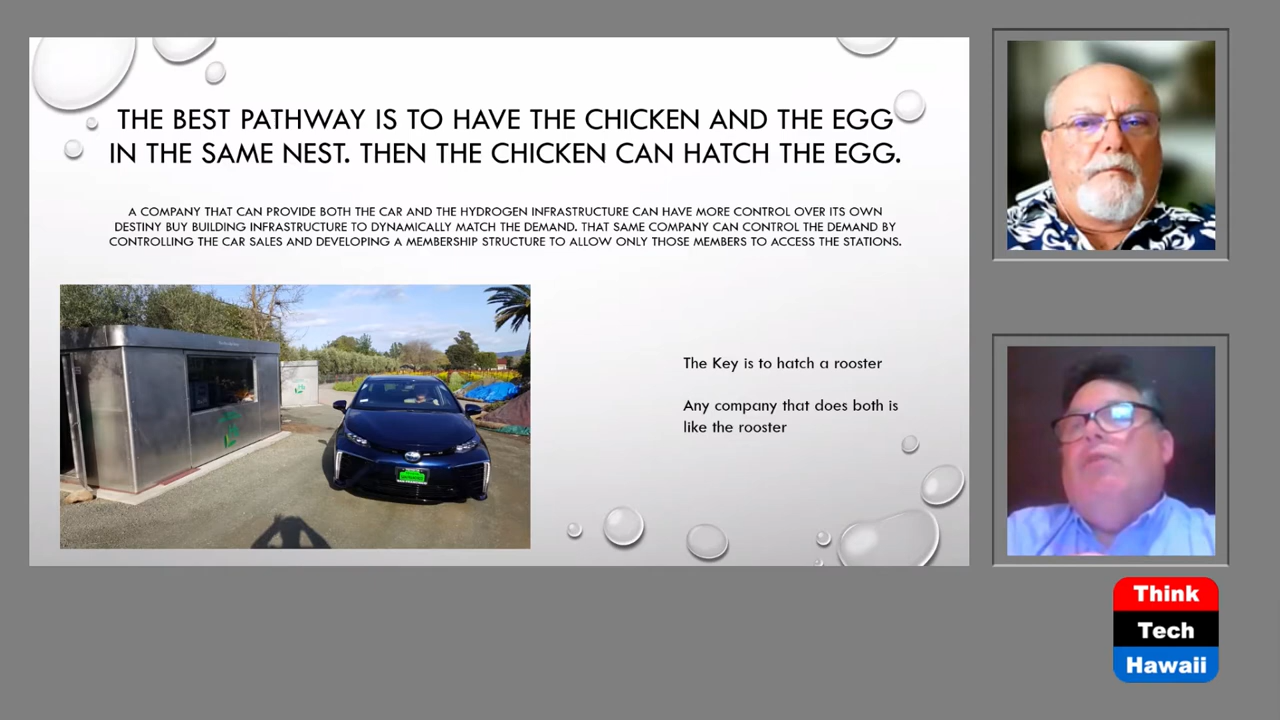 THE BEST PATHWAY IS TO HAVE THE CHICKEN AND THE EGG
IN THE SAME NEST. THEN THE CHICKEN CAN HATCH THE EGG.
A COMPANY THAT CAN PROVIDE BOTH THE CAR AND THE HYDROGEN INFRASTRUCTURE CAN HAVE MORE CONTROL OVER ITS OWN
DESTINY BUY BUILDING INFRASTRUCTURE TO DYNAMICALLY MATCH THE DEMAND. THAT SAME COMPANY CAN CONTROL THE DEMAND BY
CONTROLLING THE CAR SALES AND DEVELOPING A MEMBERSHIP STRUCTURE TO ALLOW ONLY THOSE MEMBERS TO ACCESS THE STATIONS.
The Key is to hatch a rooster
Any company that does both is
like the rooster
Think
Tech
Hawaii